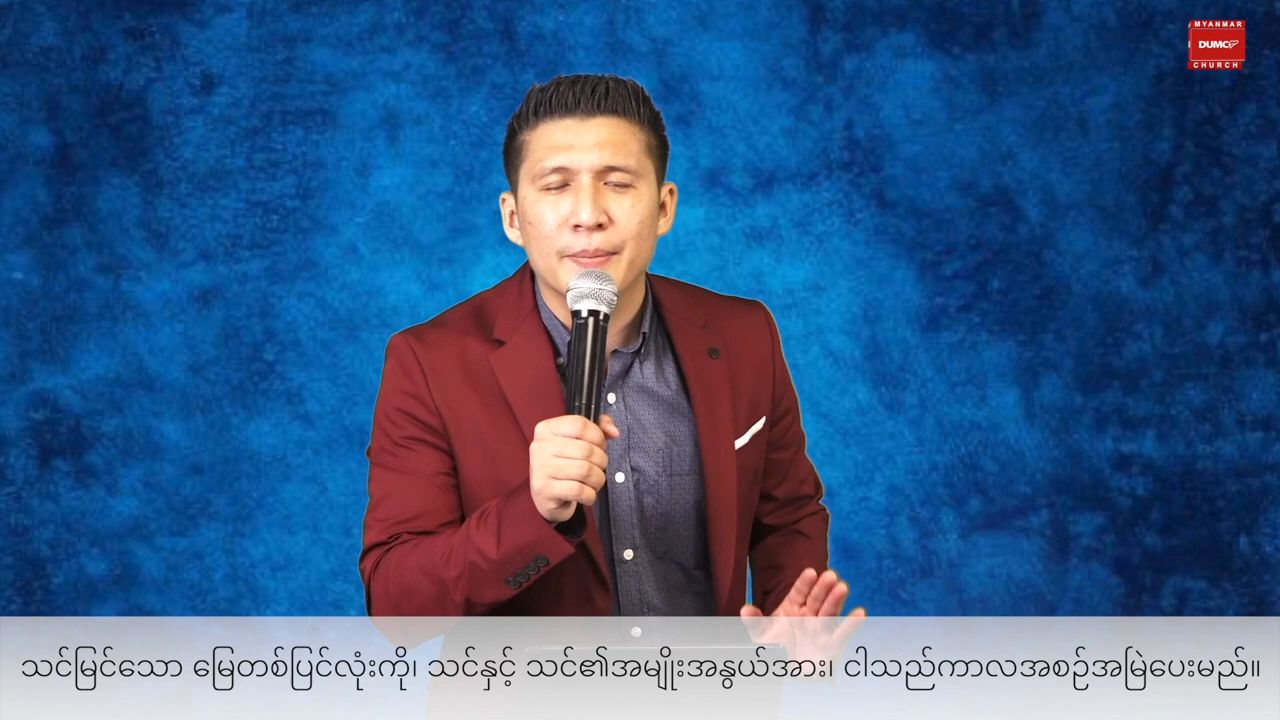 MYANMAR
DUMC
CHURCH
သင်မြင်သော မြေတစ်ပြင်လုံးကို၊ သင်နှင့် သင်၏အမျိုးအနွယ်အား၊ ငါသည်ကာလအစဉ်အမြဲပေးမည်။